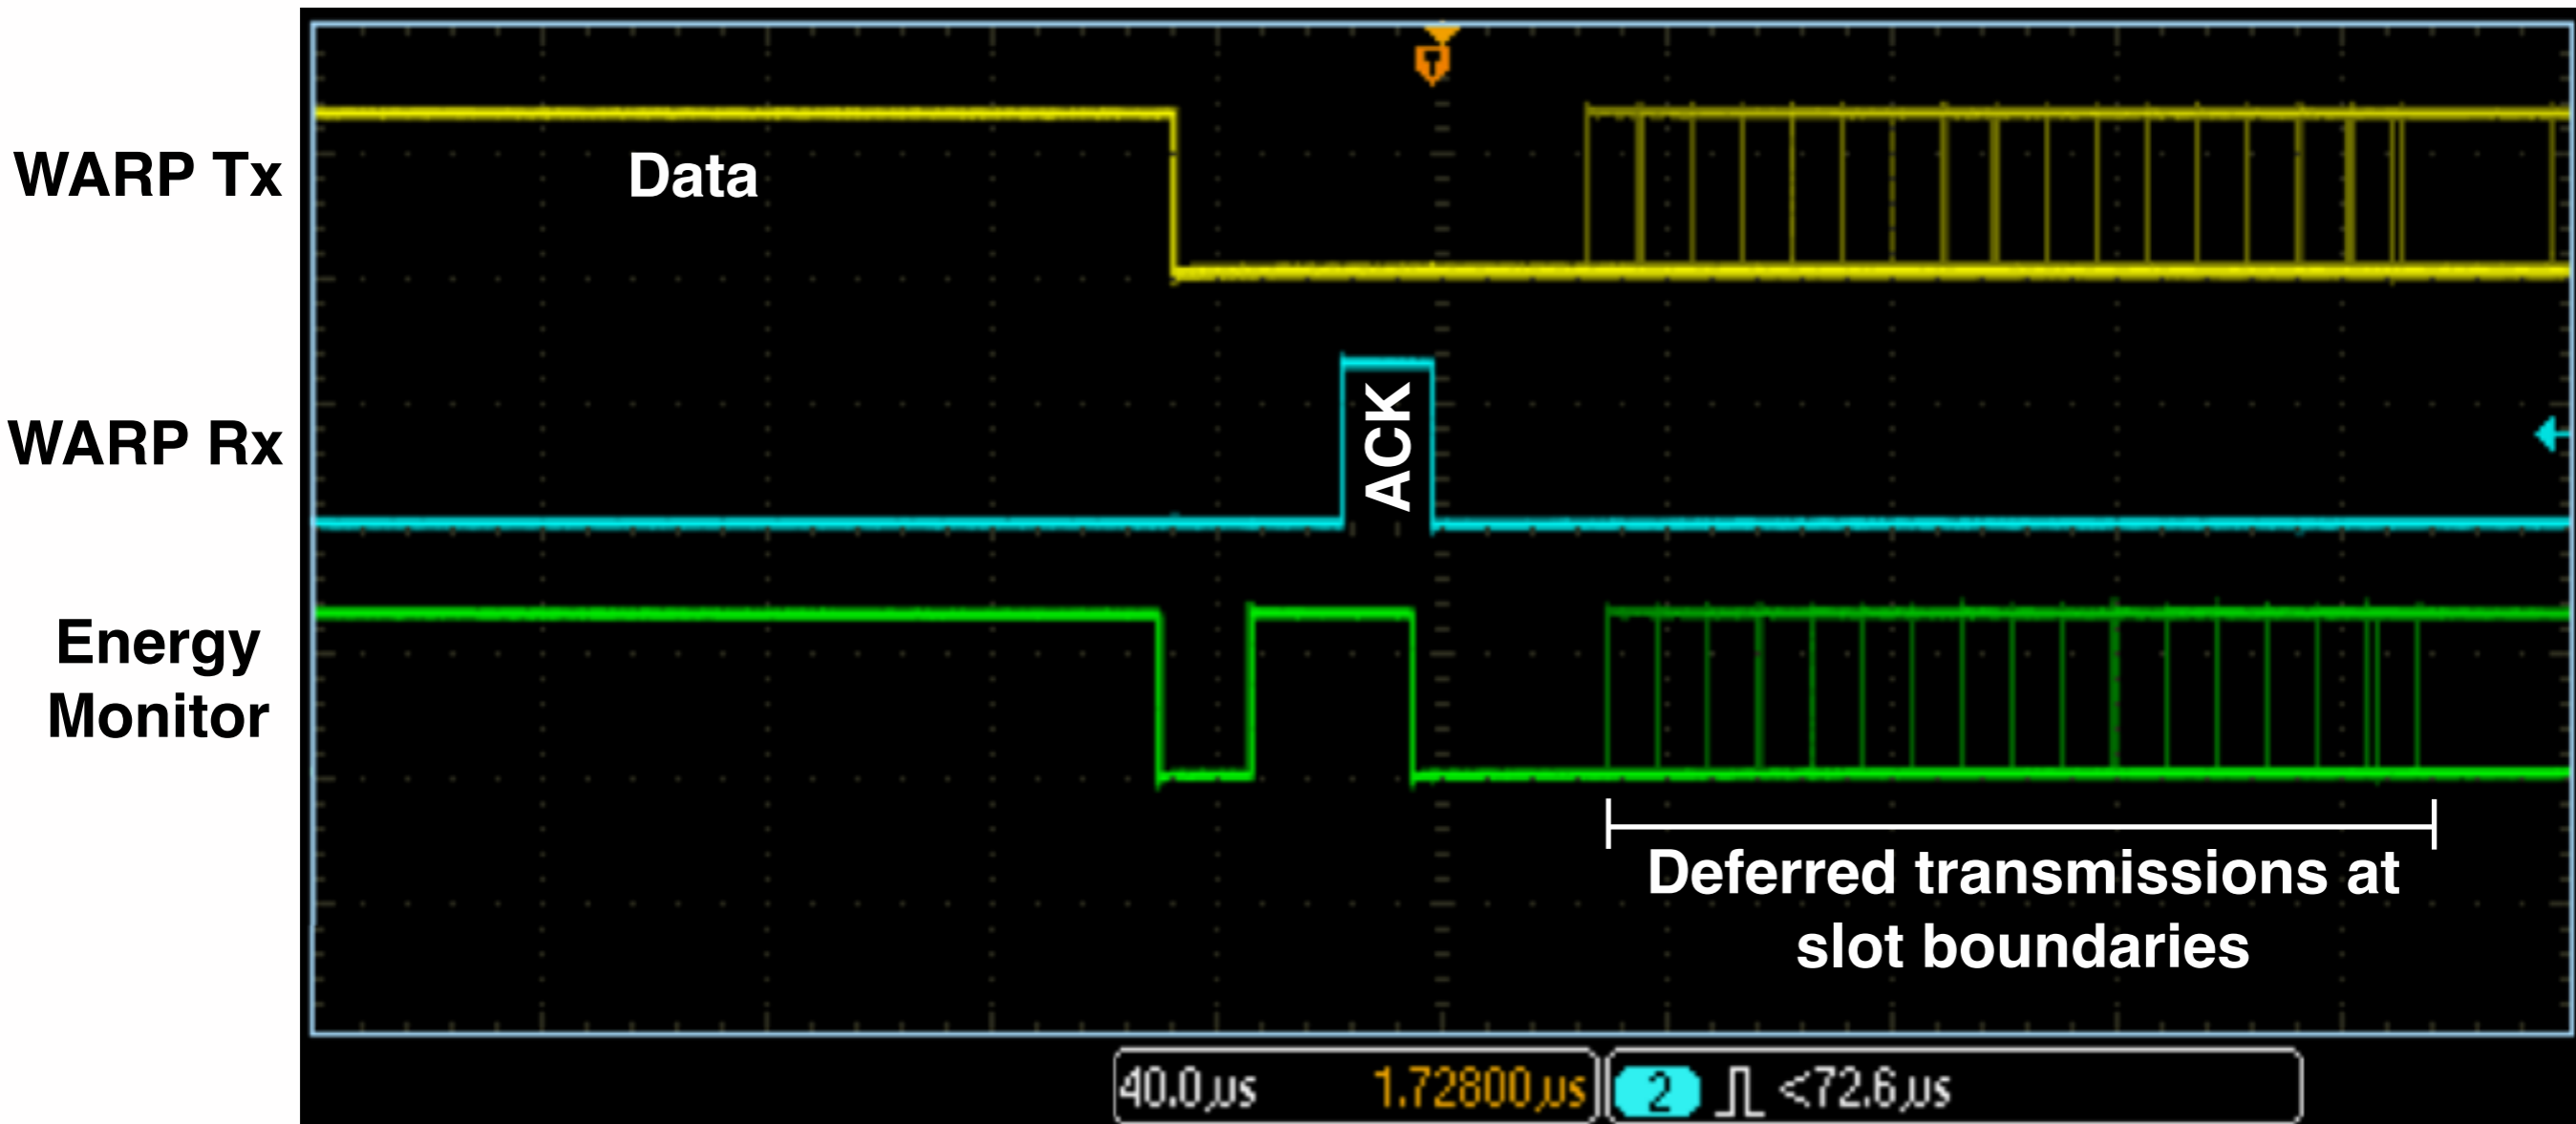 T
WARP Tx
Data
WARP Rx
ACK
Energy
Monitor
Deferred transmissions at
slot boundaries
40.0µs 1.72800µs
2 <72.6µs